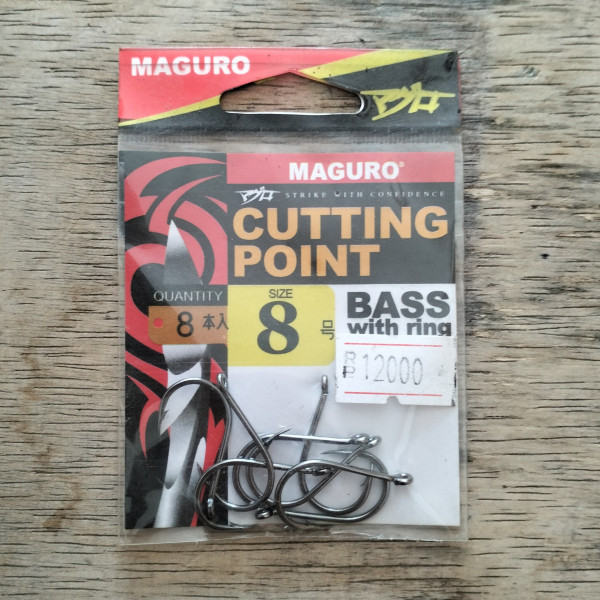 MAGURO
マグロ
MAGURO®
マグロ STRIKE WITH CONFIDENCE
CUTTING
POINT
QUANTITY
8本入
SIZE
8号
BASS
with ring
RP 12000